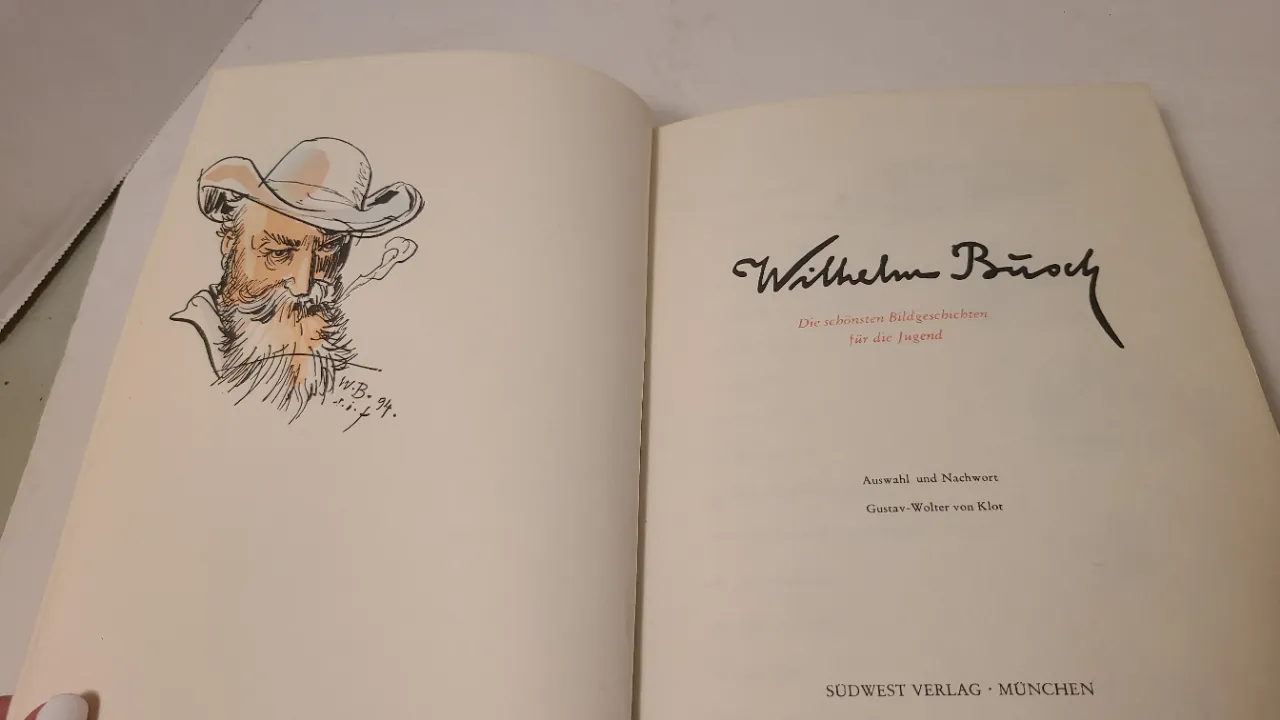 W.B. 94.
Wilhelm Busch
Die schönsten Bildgeschichten
für die Jugend
Auswahl und Nachwort
Gustav-Wolter von Klot
SÜDWEST VERLAG · MÜNCHEN